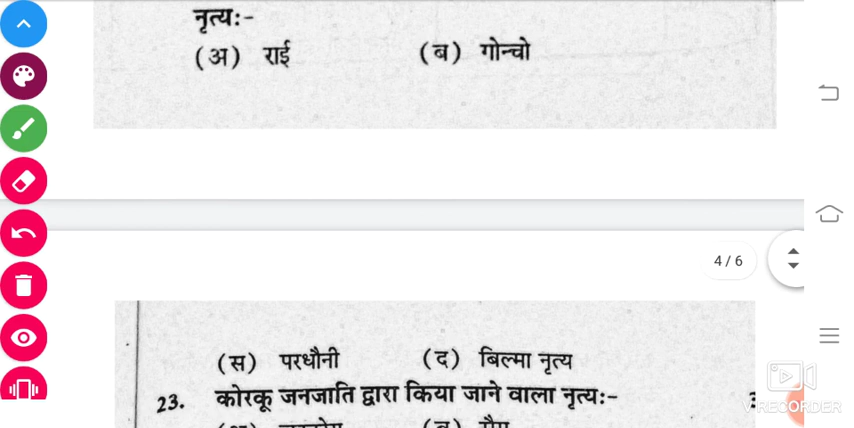 नृत्य:-
(अ) राई (ब) गोन्चो
4 / 6
(स) परधौनी (द) बिल्मा नृत्य
23. कोरकू जनजाति द्वारा किया जाने वाला नृत्य:-
RECORDER